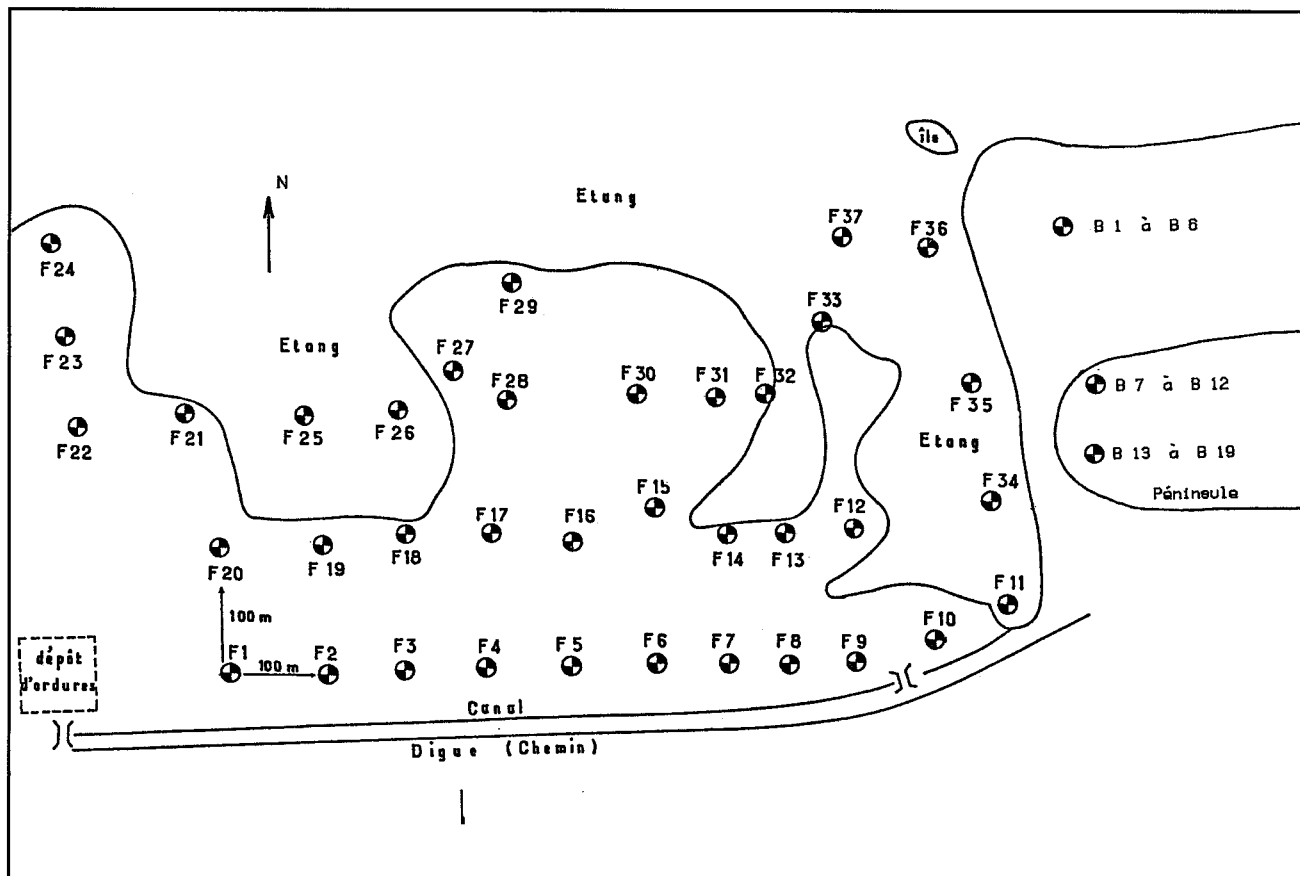 île
N
Etang
F37
F36
B 1 à B 6
F24
F29
F33
F23
Etang
F27
F28
F30
F31
F 32
F35
B 7 à B 12
F22
F21
F25
F26
Etang
B 13 à B 19
F34
Péninsule
F15
F17
F16
F12
F20
F 19
F18
F14
F13
F11
100 m
F10
dépôt
d'ordures
F1
100 m
F2
F3
F4
F5
F6
F7
F8
F9
Canal
Digue (Chemin)